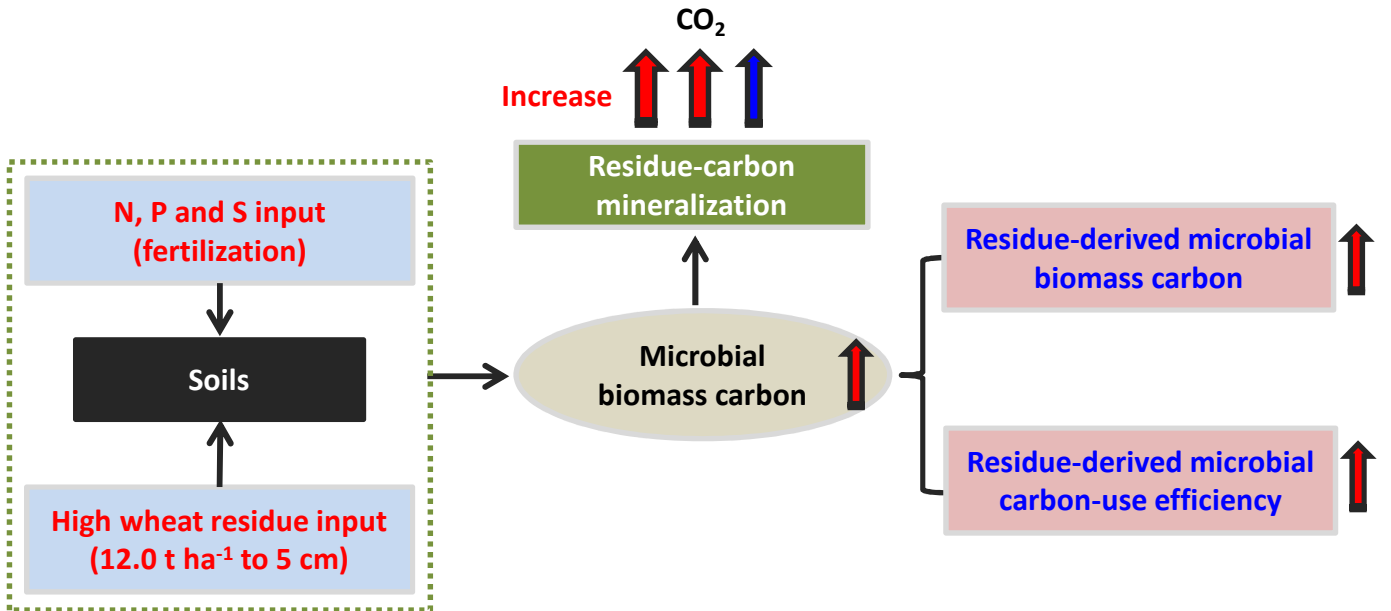 CO₂
Increase
Residue-carbon
mineralization
N, P and S input
(fertilization)
Soils
High wheat residue input
(12.0 t ha⁻¹ to 5 cm)
Microbial
biomass carbon
Residue-derived microbial
biomass carbon
Residue-derived microbial
carbon-use efficiency